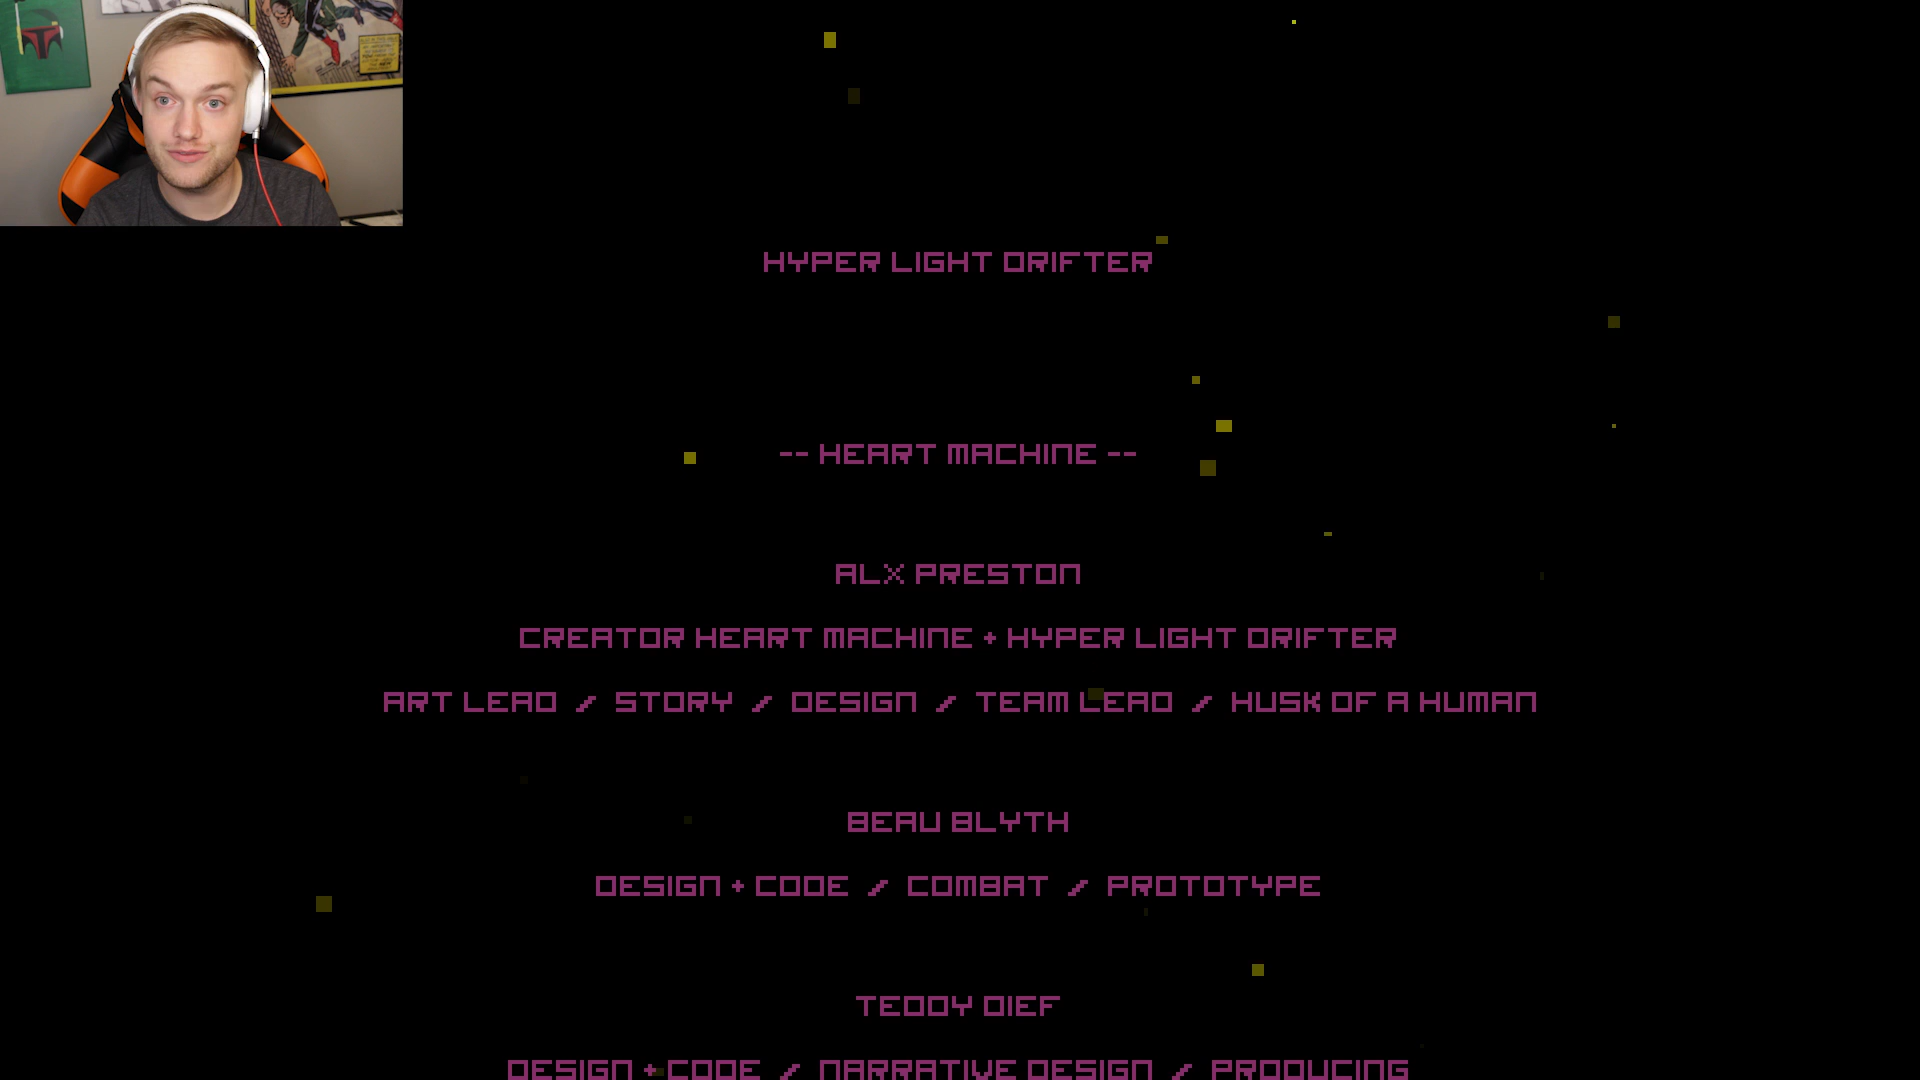 HYPER LIGHT DRIFTER
-- HEART MACHINE --
ALX PRESTON
CREATOR HEART MACHINE + HYPER LIGHT DRIFTER
ART LEAD / STORY / DESIGN / TEAM LEAD / HUSK OF A HUMAN
BEAU BLYTH
DESIGN + CODE / COMBAT / PROTOTYPE
TEDDY DIEF
DESIGN + CODE / NARRATIVE DESIGN / PRODUCING